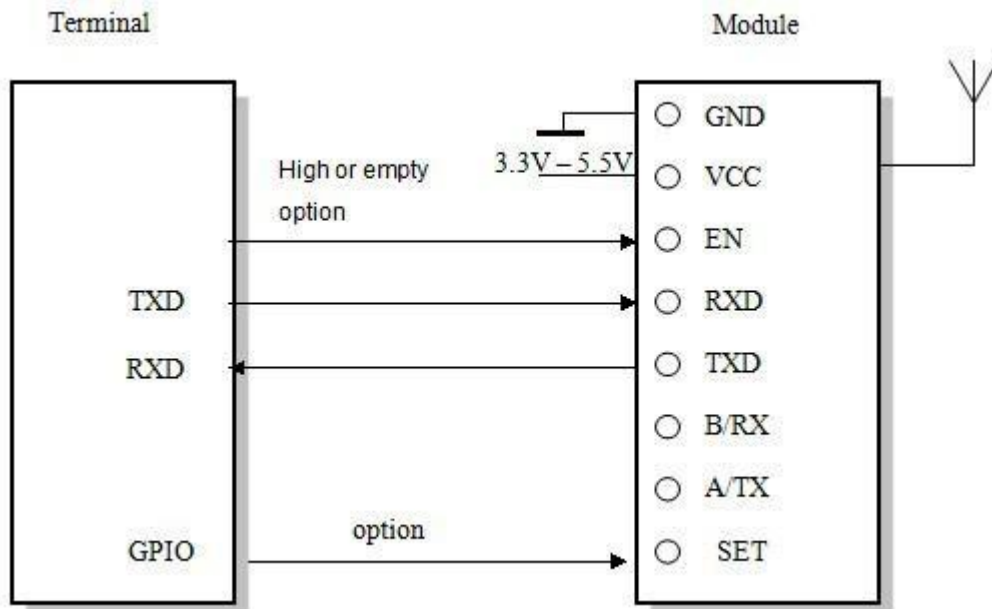 Terminal
Module
GND
3.3V – 5.5V
VCC
High or empty
option
EN
TXD
RXD
RXD
TXD
B/RX
A/TX
option
GPIO
SET